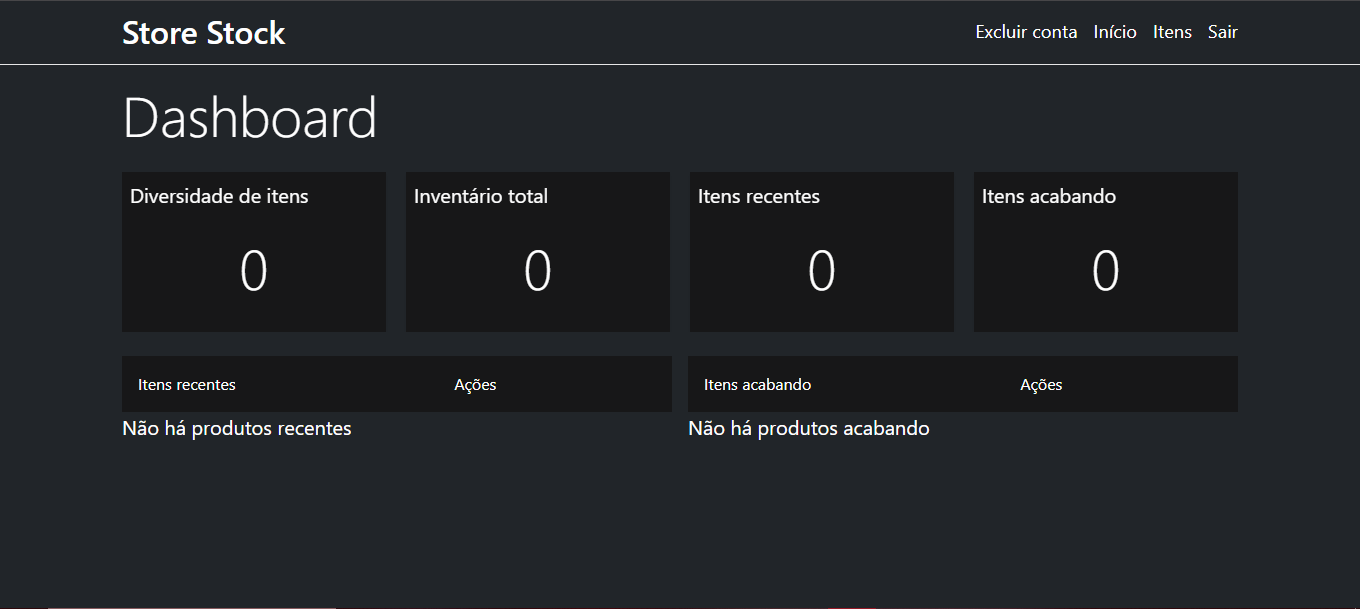 Store Stock
Excluir conta Início Itens Sair
Dashboard
Diversidade de itens
0
Inventário total
0
Itens recentes
0
Itens acabando
0
Itens recentes Ações
Não há produtos recentes
Itens acabando Ações
Não há produtos acabando